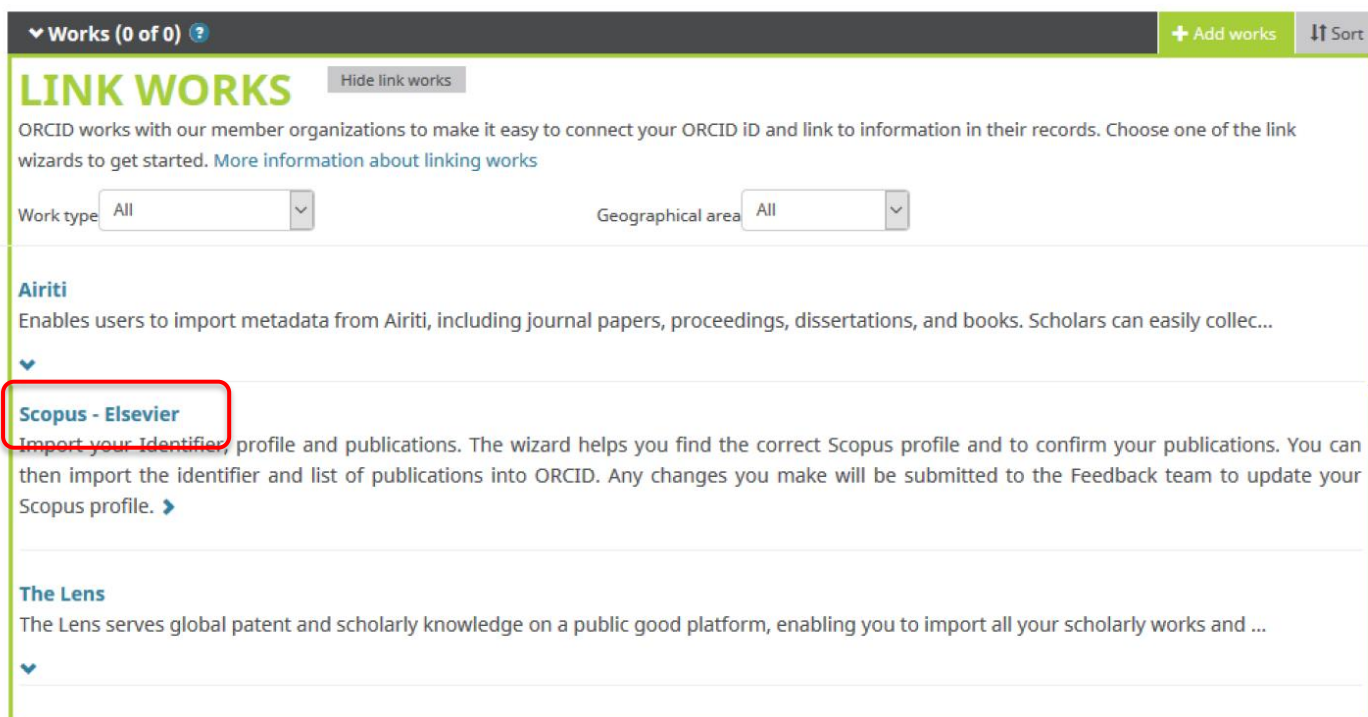 Works (0 of 0) ?
Add works
Sort
LINK WORKS
Hide link works
ORCID works with our member organizations to make it easy to connect your ORCID iD and link to information in their records. Choose one of the link
wizards to get started. More information about linking works
Work type All
Geographical area All
Airiti
Enables users to import metadata from Airiti, including journal papers, proceedings, dissertations, and books. Scholars can easily collec...
Scopus - Elsevier
Import your Identifier, profile and publications. The wizard helps you find the correct Scopus profile and to confirm your publications. You can
then import the identifier and list of publications into ORCID. Any changes you make will be submitted to the Feedback team to update your
Scopus profile.
The Lens
The Lens serves global patent and scholarly knowledge on a public good platform, enabling you to import all your scholarly works and ...